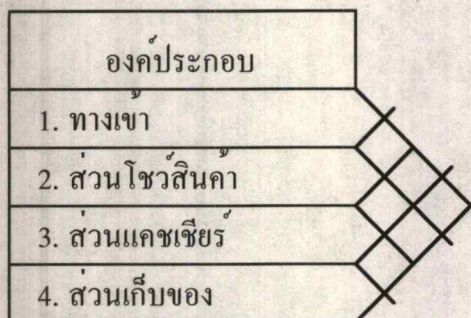 องค์ประกอบ
1. ทางเข้า
2. ส่วนโชว์สินค้า
3. ส่วนแคชเชียร์
4. ส่วนเก็บของ